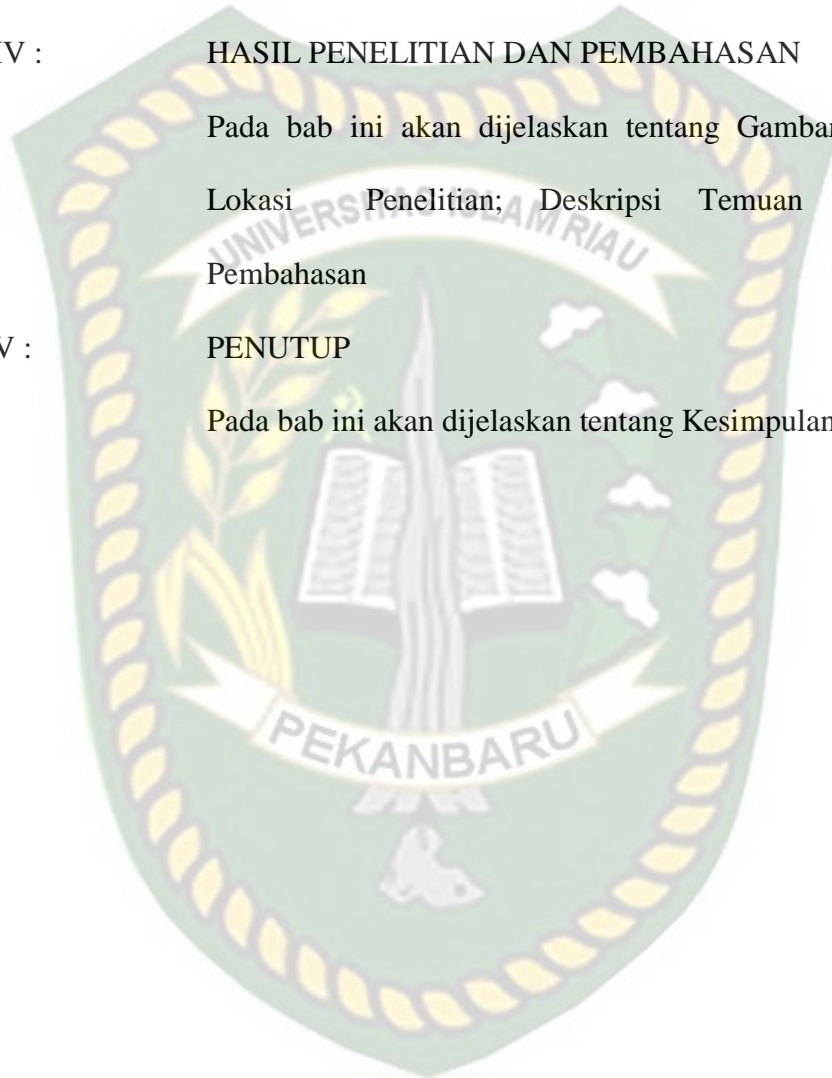 IV : HASIL PENELITIAN DAN PEMBAHASAN
Pada bab ini akan dijelaskan tentang Gambar
Lokasi Penelitian; Deskripsi Temuan
UNIVERSITAS ISLAM RIAU
Pembahasan
V : PENUTUP
Pada bab ini akan dijelaskan tentang Kesimpulan
PEKANBARU